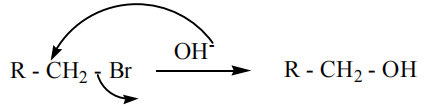 OH⁻
R - CH₂ - Br
R - CH₂ - OH